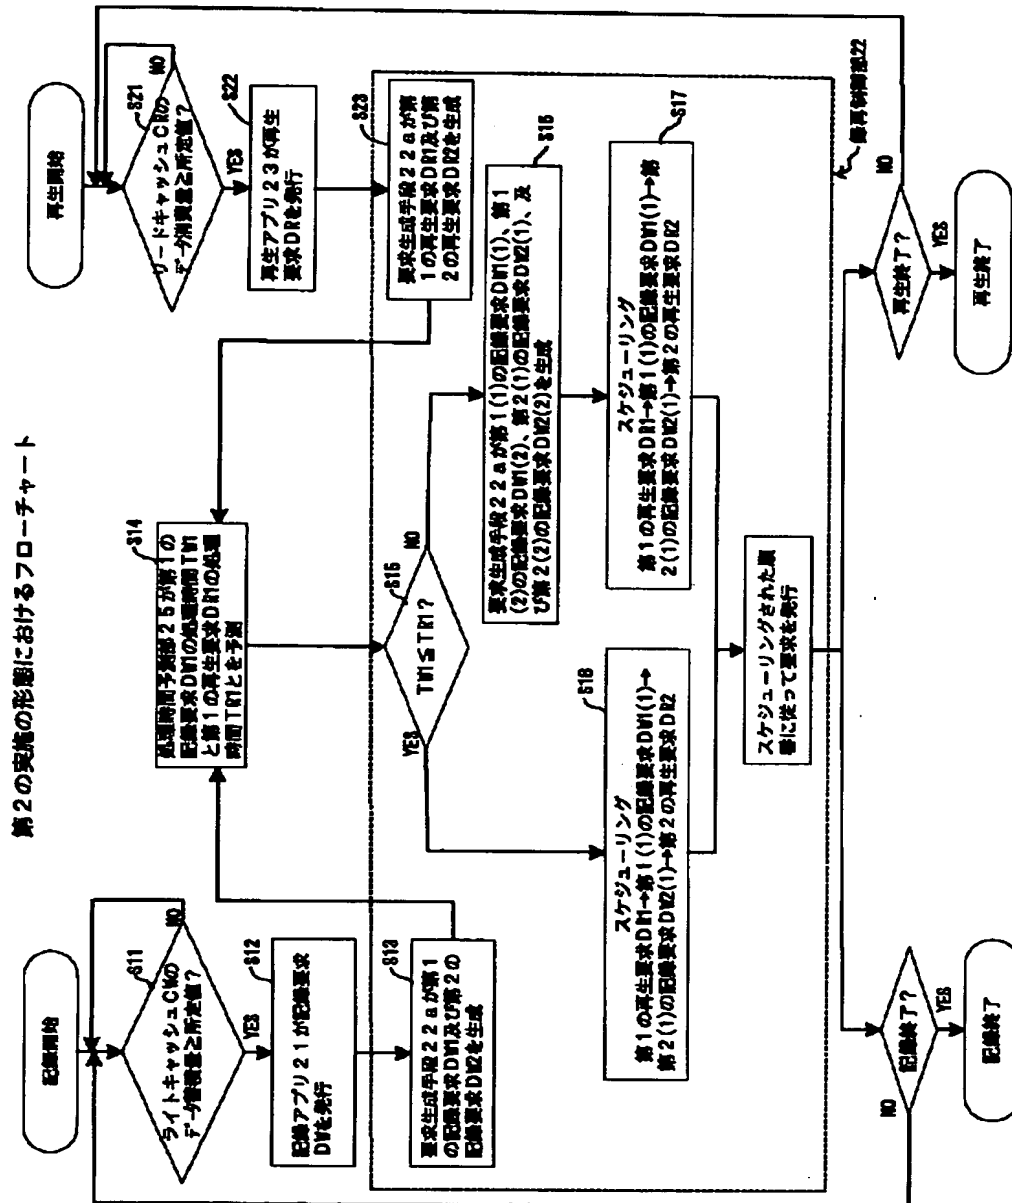 第2の実施の形態におけるフローチャート
記録開始
S11
ライトキャッシュCWの
データ蓄積量≧所定値?
NO
YES
S12
記録アプリ21が記録要求
DWを発行
S13
要求生成手段22aが第1
の記録要求DW1及び第2の
記録要求DW2を生成
S14
処理時間予測部25が第1の
記録要求DW1の処理時間TW1
と第1の再生要求DR1の処理
時間TR1とを予測
再生開始
S21
リードキャッシュCRの
データ消費量≧所定値?
NO
YES
S22
再生アプリ23が再生
要求DRを発行
S23
要求生成手段22aが第
1の再生要求DR1及び第
2の再生要求DR2を生成
S15
TW1≦TR1?
YES
NO
S16
要求生成手段22aが第1(1)の記録要求DW1(1)、第1
(2)の記録要求DW1(2)、第2(1)の記録要求DW2(1)、及
び第2(2)の記録要求DW2(2)を生成
S18
スケジューリング
第1の再生要求DR1→第1(1)の記録要求DW1(1)→
第2(1)の記録要求DW2(1)→第2の再生要求DR2
S17
スケジューリング
第1の再生要求DR1→第1(1)の記録要求DW1(1)→第
2(1)の記録要求DW2(1)→第2の再生要求DR2
スケジューリングされた順
番に従って要求を発行
録再制御部22
記録終了?
NO
YES
記録終了
再生終了?
NO
YES
再生終了